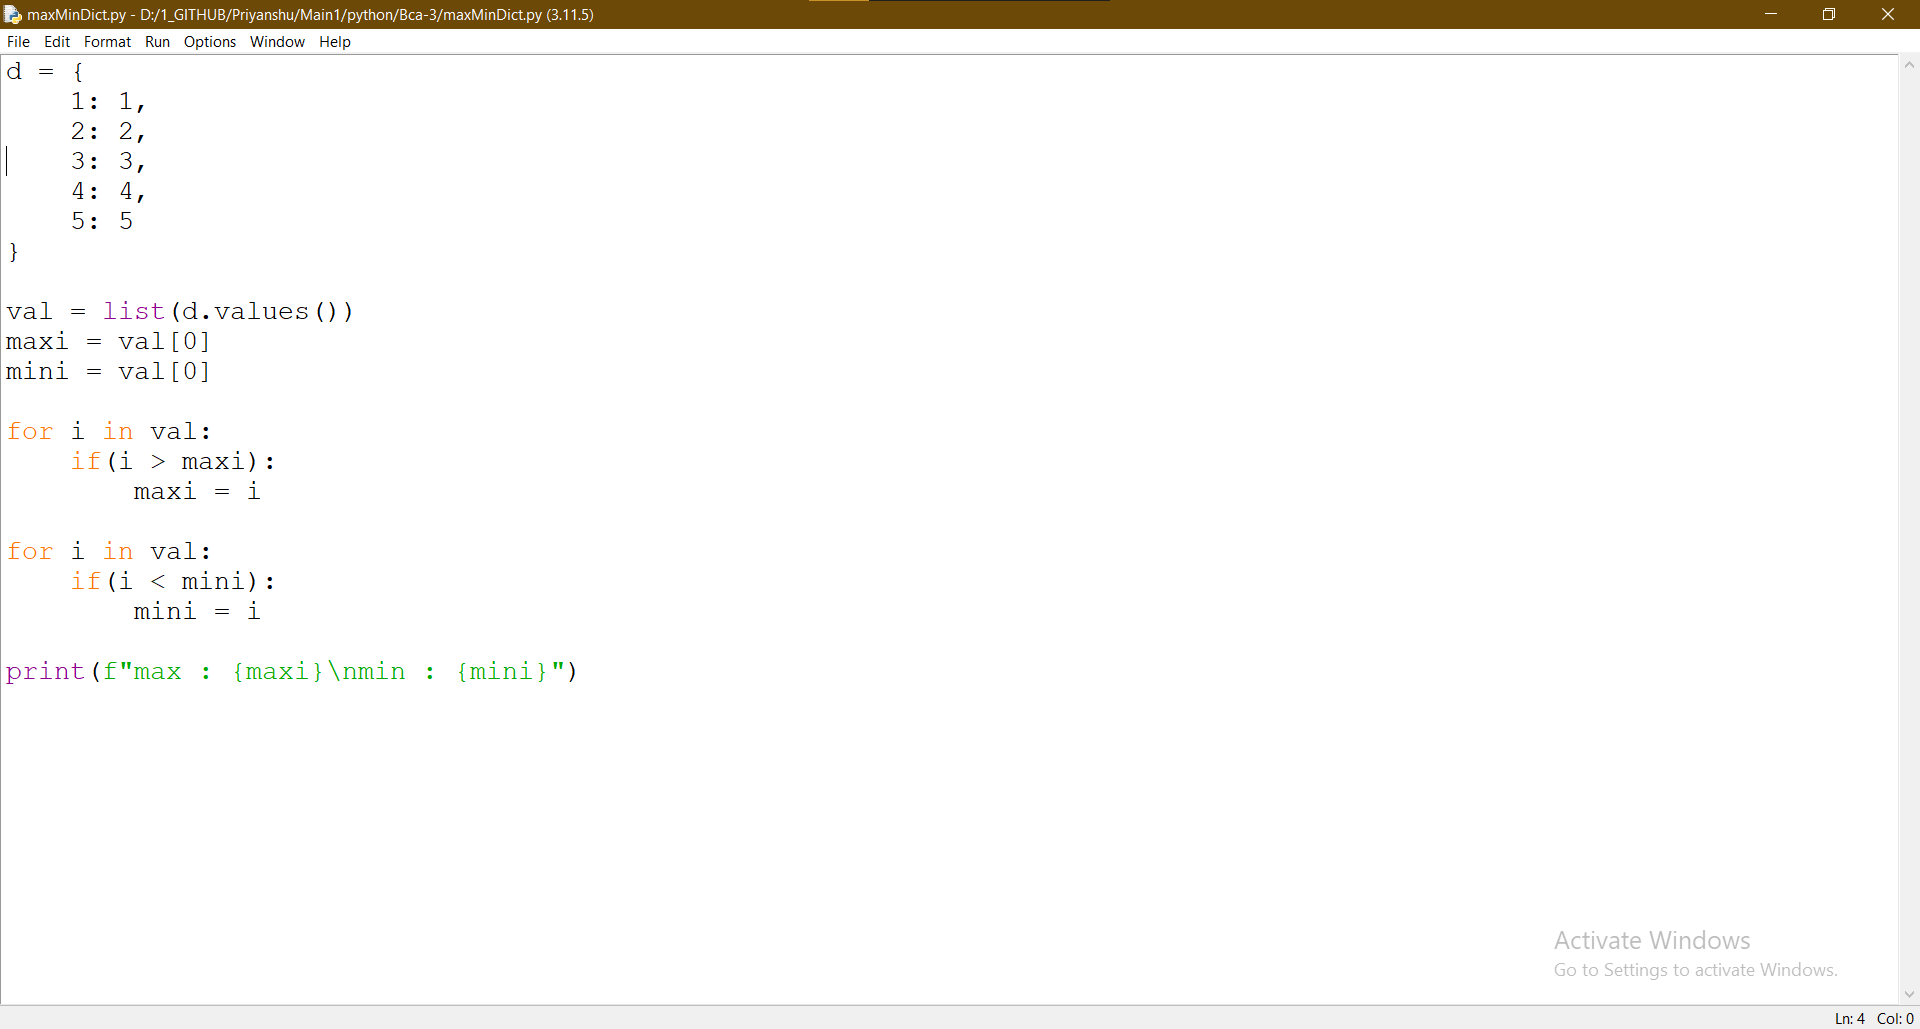 maxMinDict.py - D:/1_GITHUB/Priyanshu/Main1/python/Bca-3/maxMinDict.py (3.11.5)
File Edit Format Run Options Window Help
d = {
    1: 1,
    2: 2,
    3: 3,
    4: 4,
    5: 5
}

val = list(d.values())
maxi = val[0]
mini = val[0]

for i in val:
    if(i > maxi):
        maxi = i

for i in val:
    if(i < mini):
        mini = i

print(f"max : {maxi}\nmin : {mini}")
Activate Windows
Go to Settings to activate Windows.
Ln: 4 Col: 0